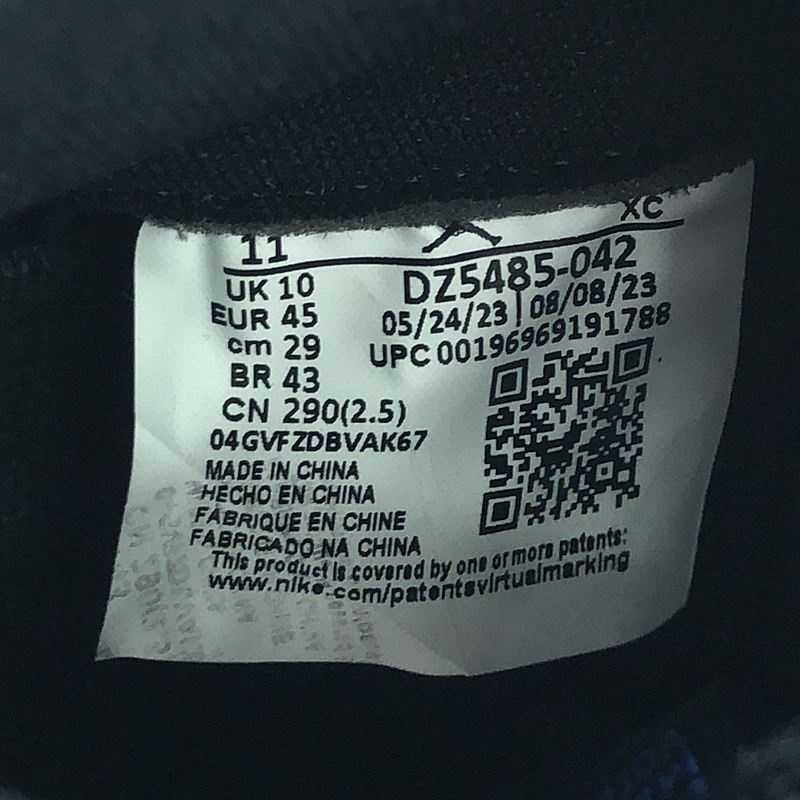 11
XC
UK 10
DZ5485-042
EUR 45
05/24/23 | 08/08/23
cm 29
UPC 00196969191788
BR 43
CN 290(2.5)
04GVFZDBVAK67
MADE IN CHINA
HECHO EN CHINA
FABRIQUE EN CHINE
FABRICADO NA CHINA
This product is covered by one or more patents:
www.nike.com/patentsvirtualmarking